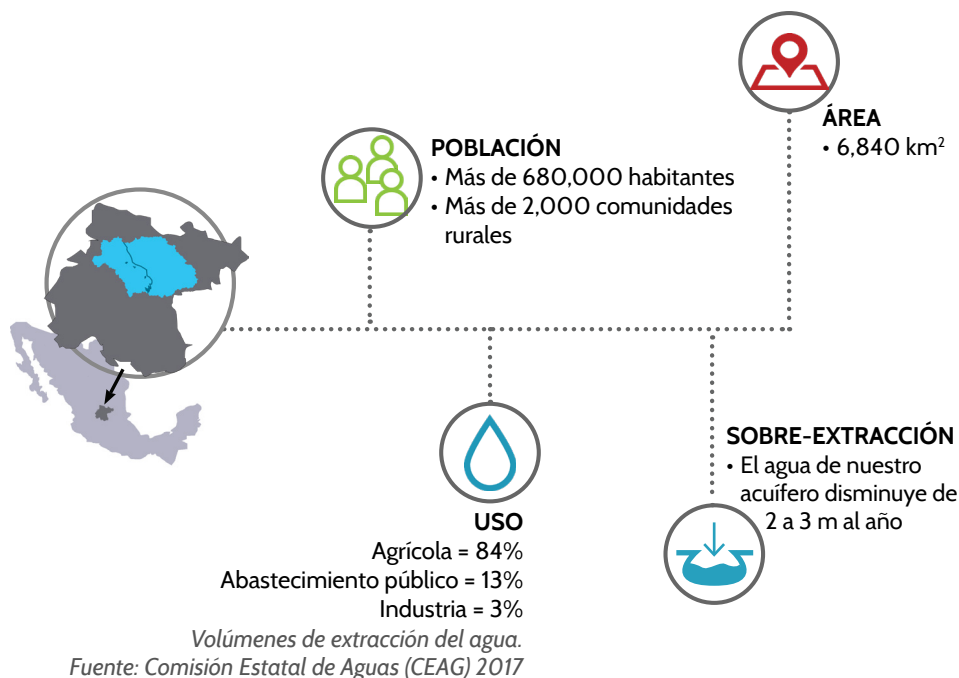 ÁREA
• 6,840 km²
POBLACIÓN
• Más de 680,000 habitantes
• Más de 2,000 comunidades
rurales
USO
Agrícola = 84%
Abastecimiento público = 13%
Industria = 3%
Volúmenes de extracción del agua.
Fuente: Comisión Estatal de Aguas (CEAG) 2017
SOBRE-EXTRACCIÓN
• El agua de nuestro
acuífero disminuye de
2 a 3 m al año